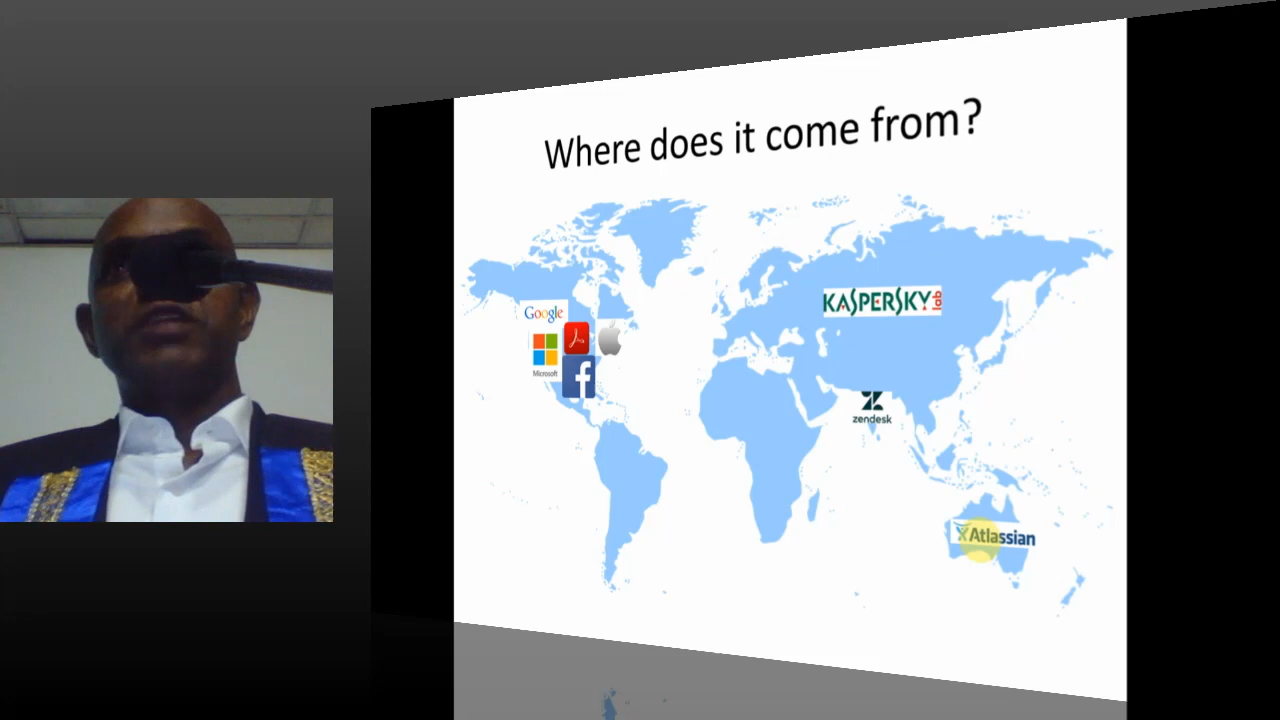 Where does it come from?
Google
Microsoft
KASPERSKY lab
zendesk
Atlassian